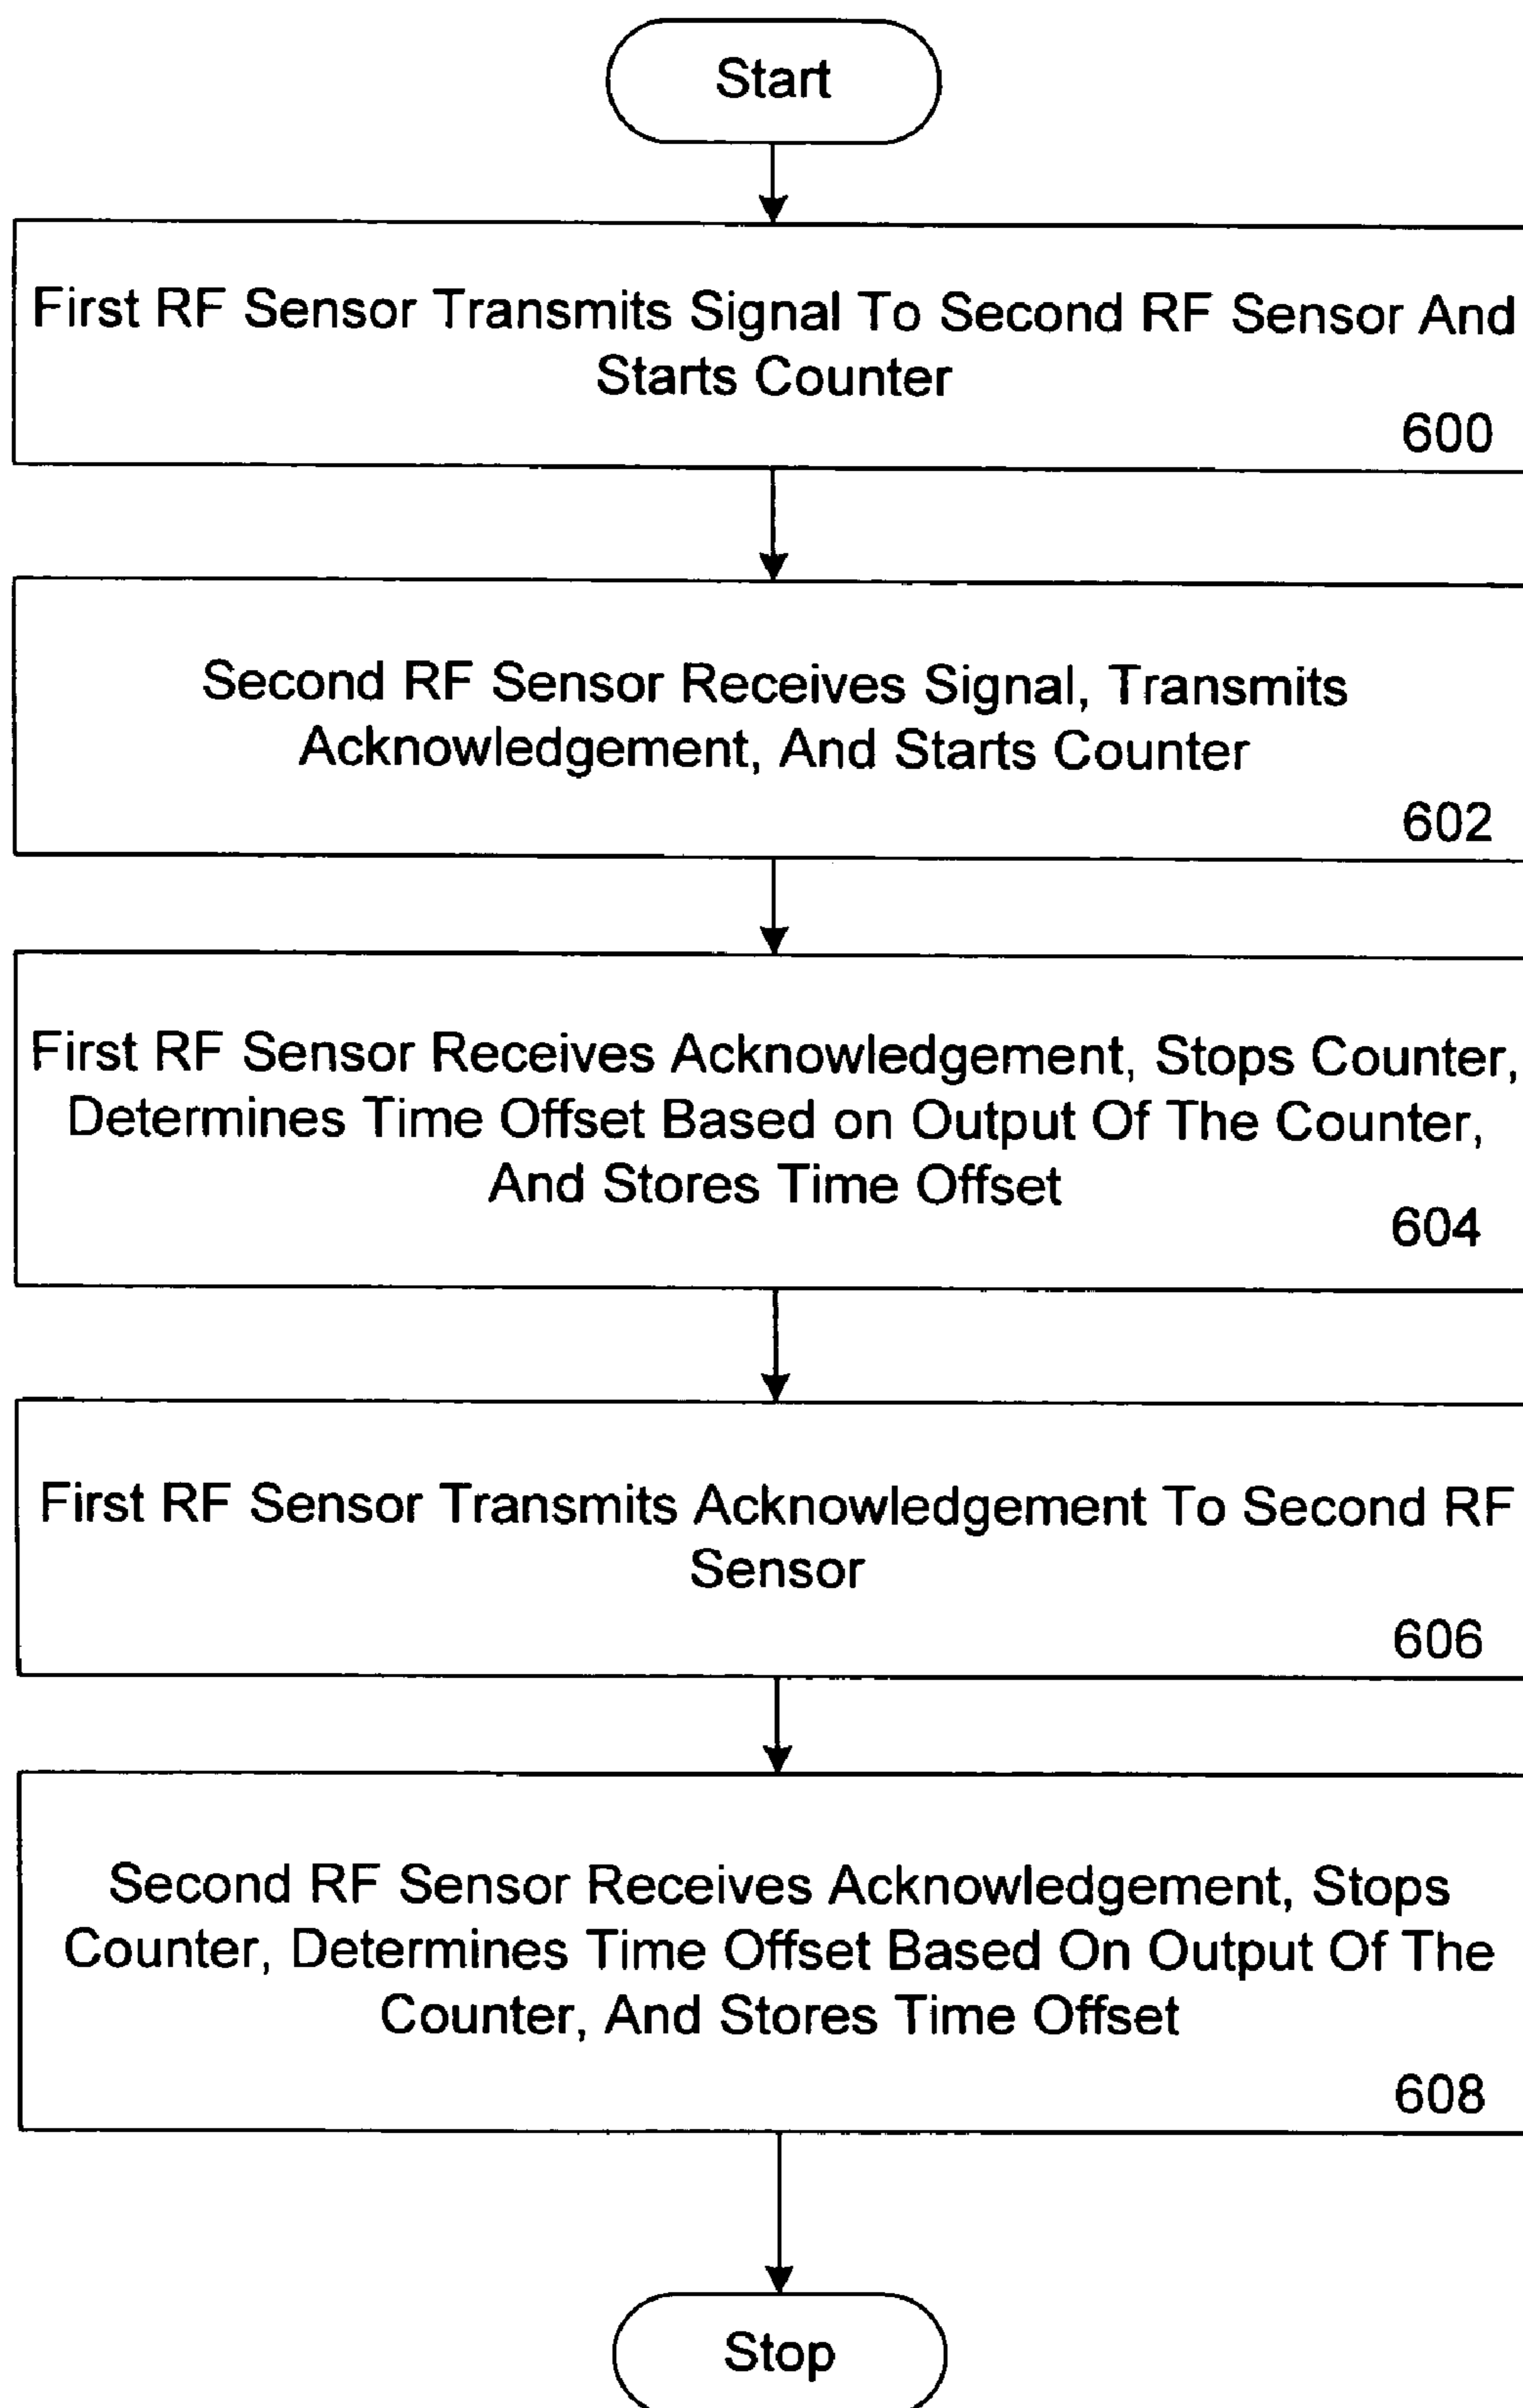 Start
First RF Sensor Transmits Signal To Second RF Sensor And
Starts Counter
600
Second RF Sensor Receives Signal, Transmits
Acknowledgement, And Starts Counter
602
First RF Sensor Receives Acknowledgement, Stops Counter,
Determines Time Offset Based on Output Of The Counter,
And Stores Time Offset
604
First RF Sensor Transmits Acknowledgement To Second RF
Sensor
606
Second RF Sensor Receives Acknowledgement, Stops
Counter, Determines Time Offset Based On Output Of The
Counter, And Stores Time Offset
608
Stop